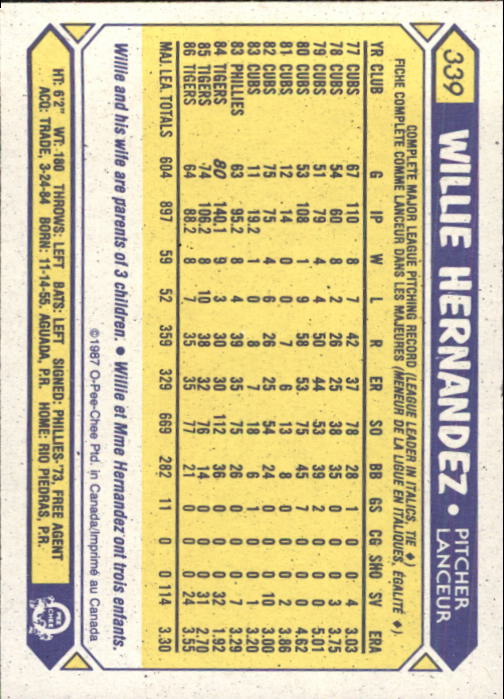 339 WILLIE HERNANDEZ • PITCHER
LANCEUR
COMPLETE MAJOR LEAGUE PITCHING RECORD (LEAGUE LEADER IN ITALICS, TIE ♦)
FICHE COMPLETE COMME LANCEUR DANS LES MAJEURES (MENEUR DE LA LIGUE EN ITALIQUES, EGALITE ♦).
YR CLUB G IP W L R ER SO BB GS CG SHO SV ERA
77 CUBS 67 110 8 7 42 37 78 28 1 0 0 4 3.03
78 CUBS 54 60 8 2 26 25 38 35 0 0 0 3 3.75
79 CUBS 51 79 4 4 50 44 53 39 2 0 0 0 5.01
80 CUBS 53 108 1 9 58 53 75 45 7 0 0 0 4.62
81 CUBS 12 14 0 0 7 6 13 8 0 0 0 2 3.86
82 CUBS 75 75 4 6 26 25 54 24 0 0 0 10 3.00
83 CUBS 11 19.2 1 0 8 7 18 6 1 0 0 1 3.20
83 PHILLIES 63 95.2 8 4 39 35 75 26 0 0 0 7 3.29
84 TIGERS 80 140.1 9 3 30 30 112 36 0 0 0 32 1.92
85 TIGERS 74 106.2 8 10 38 32 76 14 0 0 0 31 2.70
86 TIGERS 64 88.2 8 7 35 35 77 21 0 0 0 24 3.55
MAJ. LEA. TOTALS 604 897 59 52 359 329 669 282 11 0 0 114 3.30
Willie and his wife are parents of 3 children. • Willie et Mme Hernandez ont trois enfants.
©1987 O-Pee-Chee Ptd. in Canada/Imprimé au Canada
HT: 6'2" WT: 180 THROWS: LEFT BATS: LEFT SIGNED: PHILLIES-'73, FREE AGENT
ACQ: TRADE, 3-24-84 BORN: 11-14-55, AGUADA, P.R. HOME: RIO PIEDRAS, P.R.
O PEE CHEE